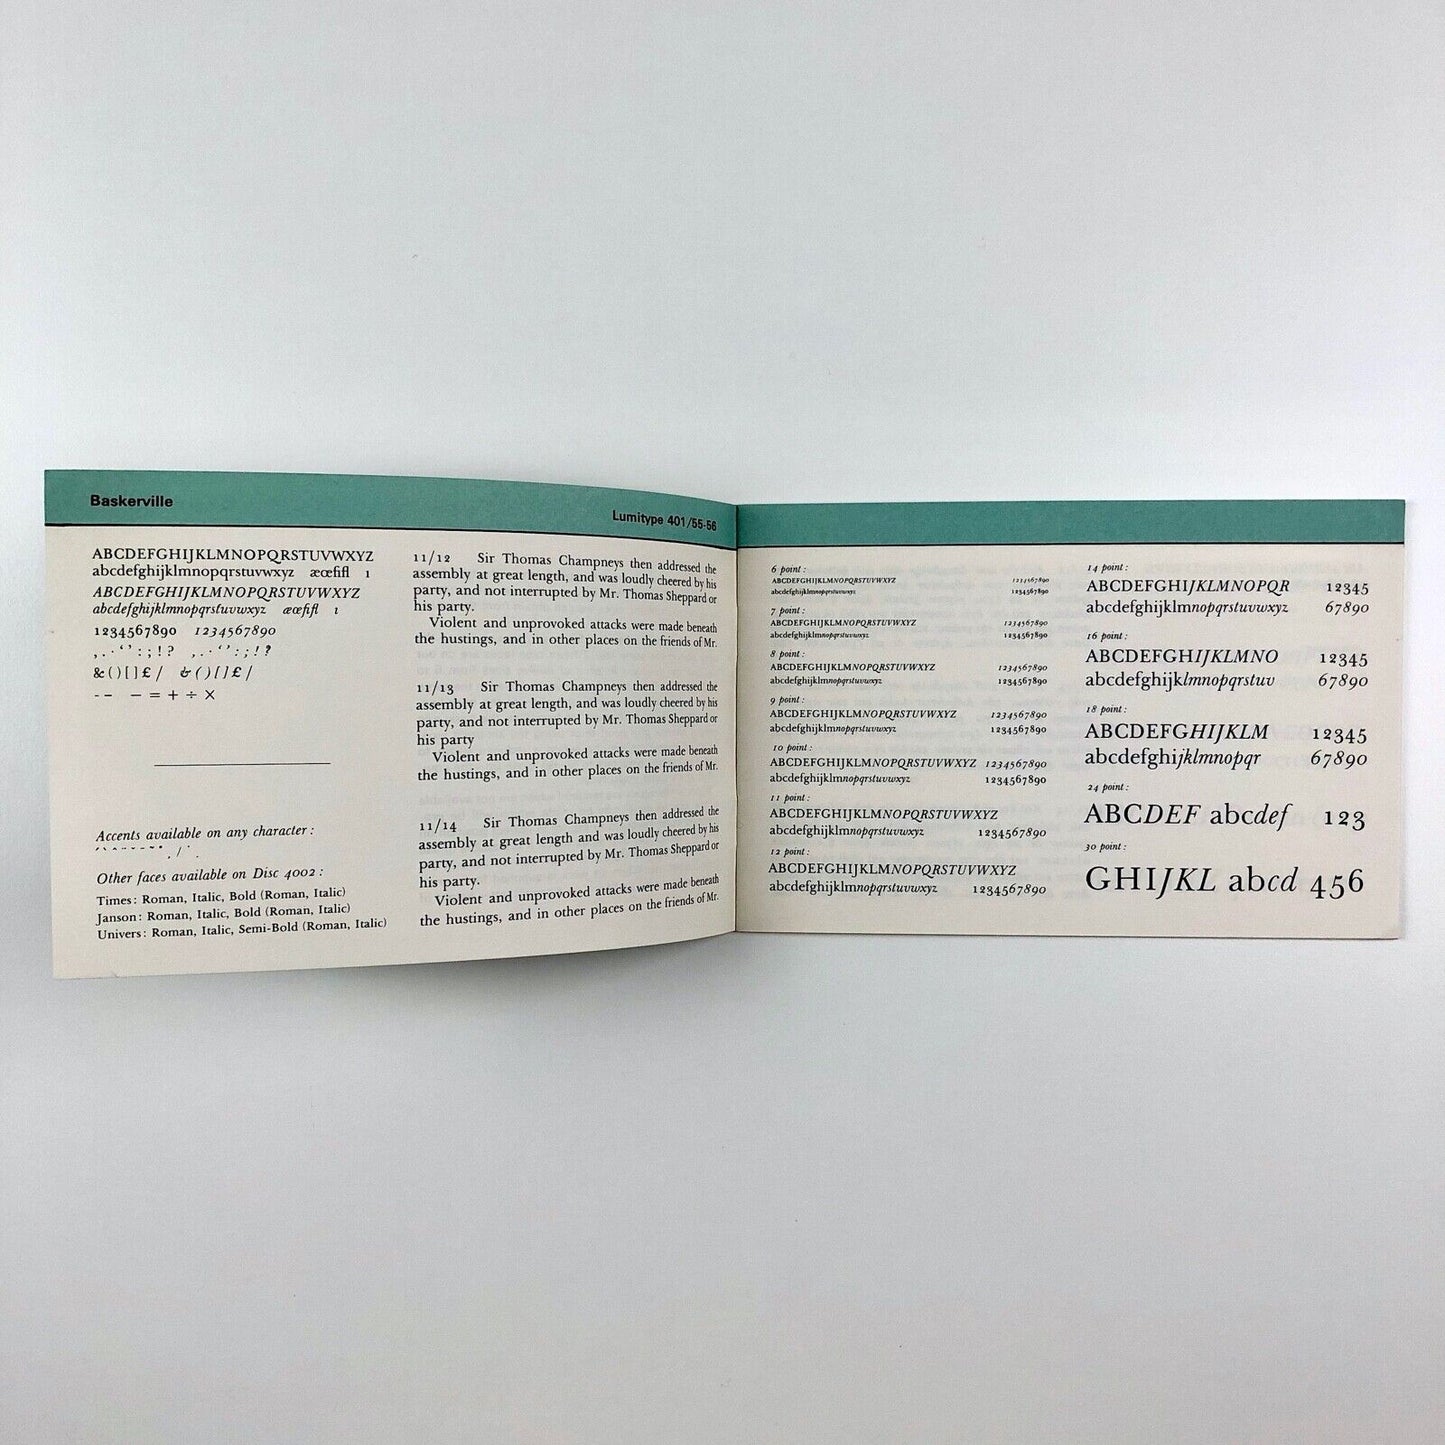 Baskerville
Lumitype 401/55-56
ABCDEFGHIJKLMNOPQRSTUVWXYZ
abcdefghijklmnopqrstuvwxyz æœfifl ı
ABCDEFGHIJKLMNOPQRSTUVWXYZ
abcdefghijklmnopqrstuvwxyz æœfifl ı
1234567890 1234567890
, . · ‘ ’ : ; ! ? , . · ‘ ’ : ; ! ?
& ( ) [ ] £ / & ( ) [ ] £ /
- – — = + ÷ ×
Accents available on any character :
Other faces available on Disc 4002 :
Times : Roman, Italic, Bold (Roman, Italic)
Janson : Roman, Italic, Bold (Roman, Italic)
Univers : Roman, Italic, Semi-Bold (Roman, Italic)
11/12 Sir Thomas Champneys then addressed the
assembly at great length, and was loudly cheered by his
party, and not interrupted by Mr. Thomas Sheppard or
his party.
Violent and unprovoked attacks were made beneath
the hustings, and in other places on the friends of Mr.
11/13 Sir Thomas Champneys then addressed the
assembly at great length, and was loudly cheered by his
party, and not interrupted by Mr. Thomas Sheppard or
his party
Violent and unprovoked attacks were made beneath
the hustings, and in other places on the friends of Mr.
11/14 Sir Thomas Champneys then addressed the
assembly at great length and was loudly cheered by his
party, and not interrupted by Mr. Thomas Sheppard or
his party.
Violent and unprovoked attacks were made beneath
the hustings, and in other places on the friends of Mr.
6 point :
ABCDEFGHIJKLMNOPQRSTUVWXYZ 1234567890
abcdefghijklmnopqrstuvwxyz 1234567890
7 point :
ABCDEFGHIJKLMNOPQRSTUVWXYZ 1234567890
abcdefghijklmnopqrstuvwxyz 1234567890
8 point :
ABCDEFGHIJKLMNOPQRSTUVWXYZ 1234567890
abcdefghijklmnopqrstuvwxyz 1234567890
9 point :
ABCDEFGHIJKLMNOPQRSTUVWXYZ 1234567890
abcdefghijklmnopqrstuvwxyz 1234567890
10 point :
ABCDEFGHIJKLMNOPQRSTUVWXYZ 1234567890
abcdefghijklmnopqrstuvwxyz 1234567890
11 point :
ABCDEFGHIJKLMNOPQRSTUVWXYZ
abcdefghijklmnopqrstuvwxyz 1234567890
12 point :
ABCDEFGHIJKLMNOPQRSTUVWXYZ
abcdefghijklmnopqrstuvwxyz 1234567890
14 point :
ABCDEFGHIJKLMNOPQR 12345
abcdefghijklmnopqrstuvwxyz 67890
16 point :
ABCDEFGHIJKLMNO 12345
abcdefghijklmnopqrstuv 67890
18 point :
ABCDEFGHIJKLM 12345
abcdefghijklmnopqr 67890
24 point :
ABCDEF abcdef 123
30 point :
GHIJKL abcd 456